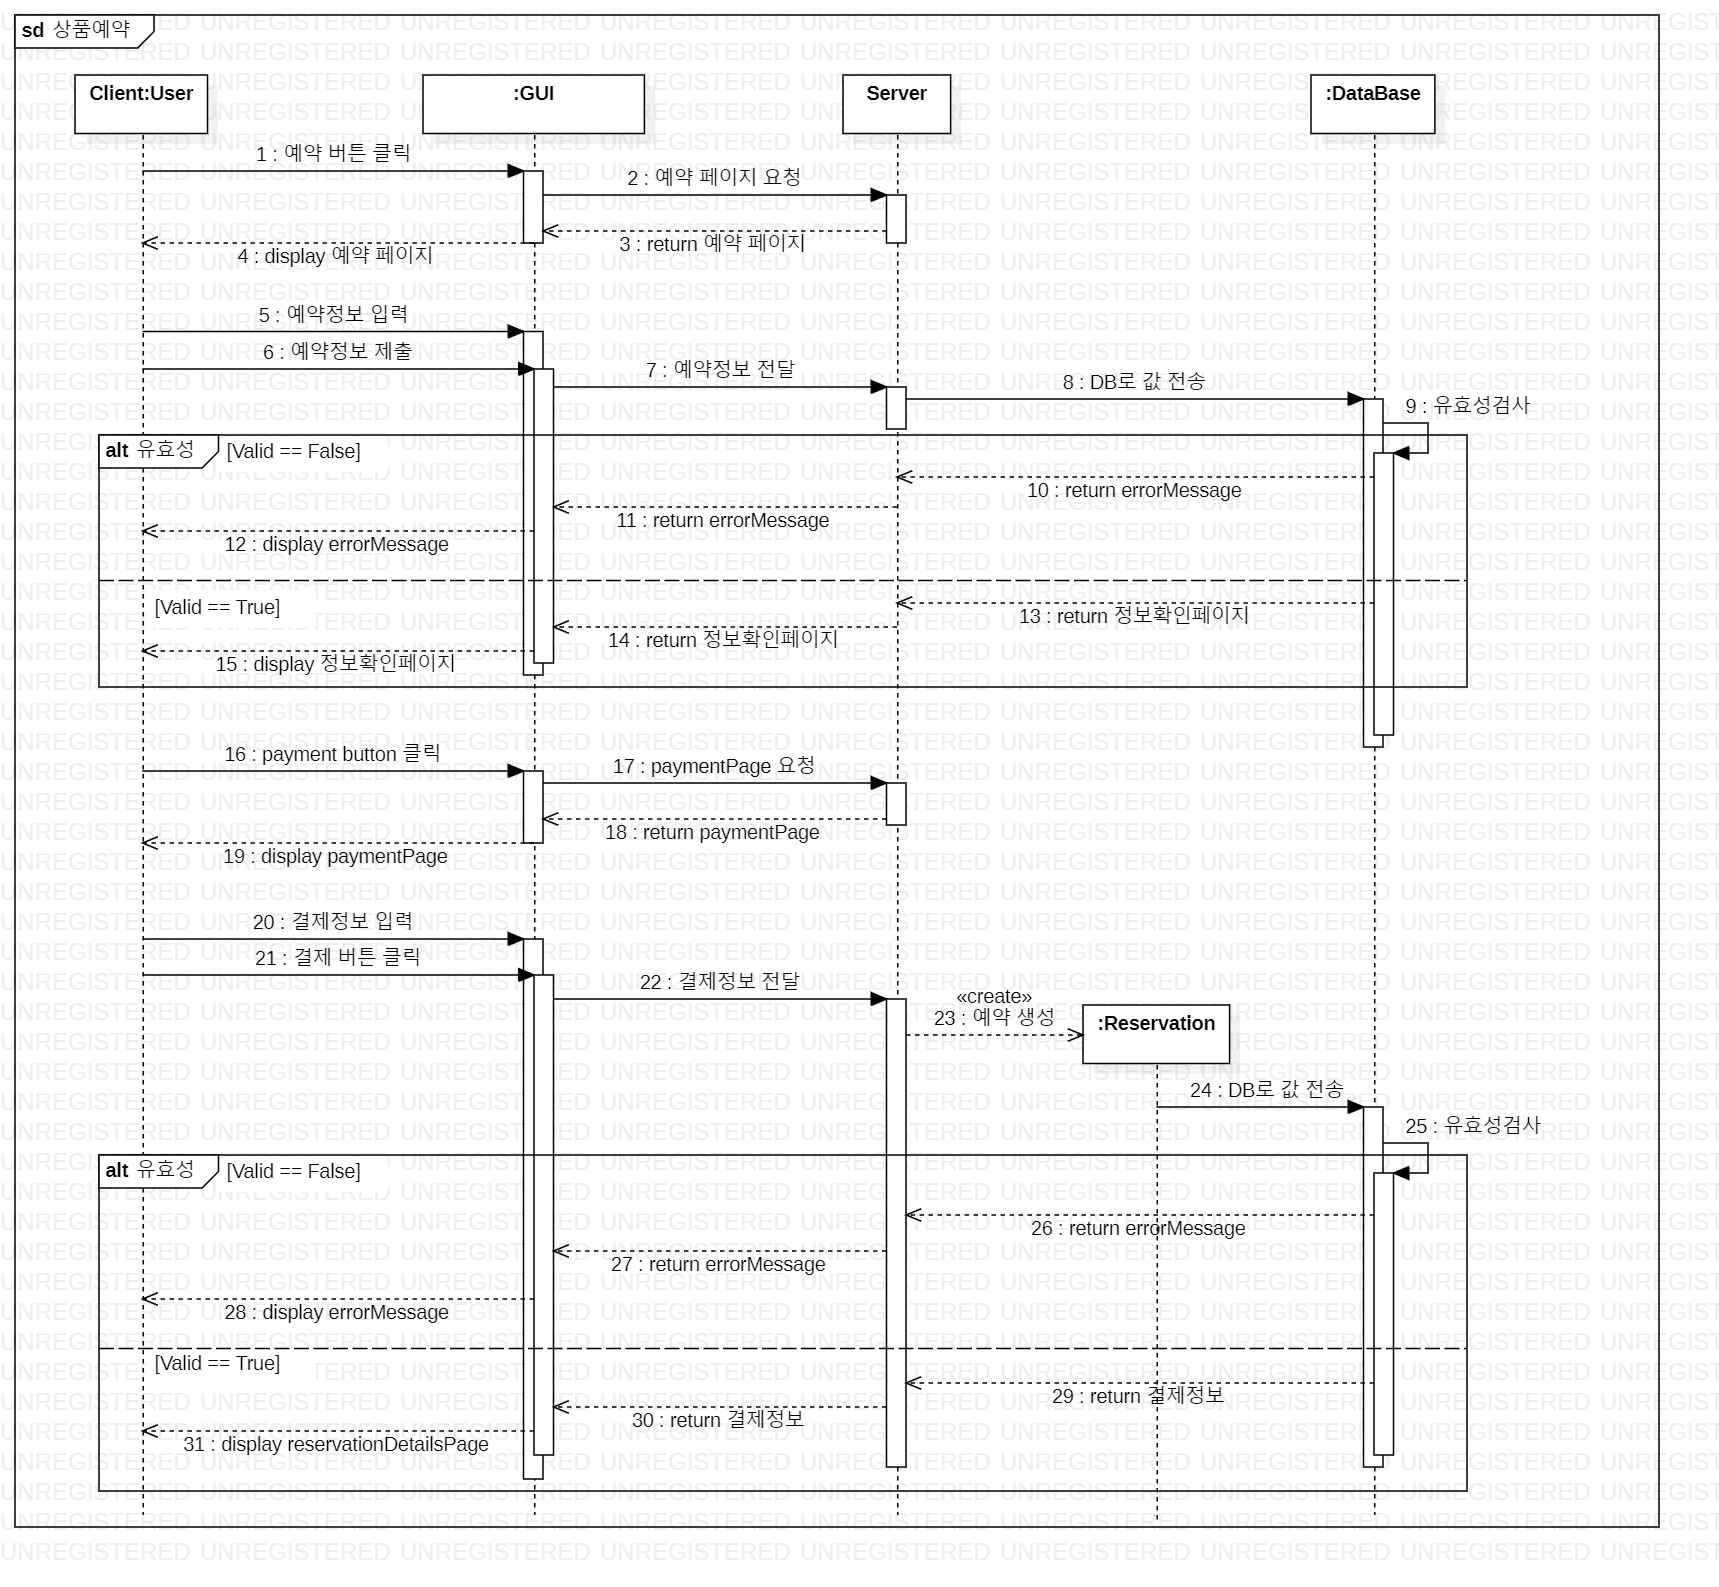 sd 상품예약
Client:User
:GUI
Server
:DataBase
1 : 예약 버튼 클릭
2 : 예약 페이지 요청
3 : return 예약 페이지
4 : display 예약 페이지
5 : 예약정보 입력
6 : 예약정보 제출
7 : 예약정보 전달
8 : DB로 값 전송
9 : 유효성검사
alt 유효성
[Valid == False]
10 : return errorMessage
11 : return errorMessage
12 : display errorMessage
[Valid == True]
13 : return 정보확인페이지
14 : return 정보확인페이지
15 : display 정보확인페이지
16 : payment button 클릭
17 : paymentPage 요청
18 : return paymentPage
19 : display paymentPage
20 : 결제정보 입력
21 : 결제 버튼 클릭
22 : 결제정보 전달
«create»
23 : 예약 생성
:Reservation
24 : DB로 값 전송
25 : 유효성검사
alt 유효성
[Valid == False]
26 : return errorMessage
27 : return errorMessage
28 : display errorMessage
[Valid == True]
29 : return 결제정보
30 : return 결제정보
31 : display reservationDetailsPage
UNREGISTERED UNREGISTERED UNREGISTERED UNREGISTERED UNREGISTERED UNREGISTERED UNREGISTERED UNREGISTERED